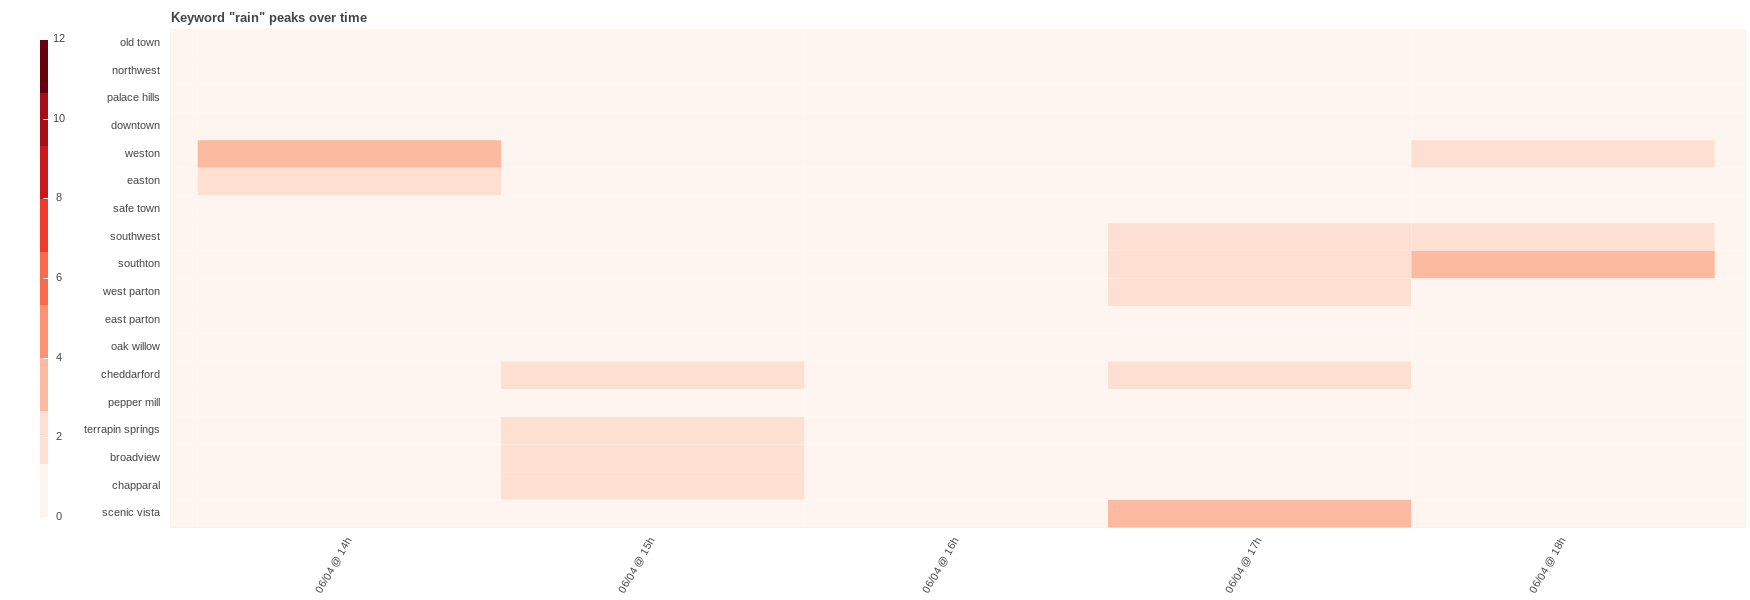 Keyword "rain" peaks over time
12
10
8
6
4
2
0
old town
northwest
palace hills
downtown
weston
easton
safe town
southwest
southton
west parton
east parton
oak willow
cheddarford
pepper mill
terrapin springs
broadview
chapparal
scenic vista
06/04 @ 14h
06/04 @ 15h
06/04 @ 16h
06/04 @ 17h
06/04 @ 18h